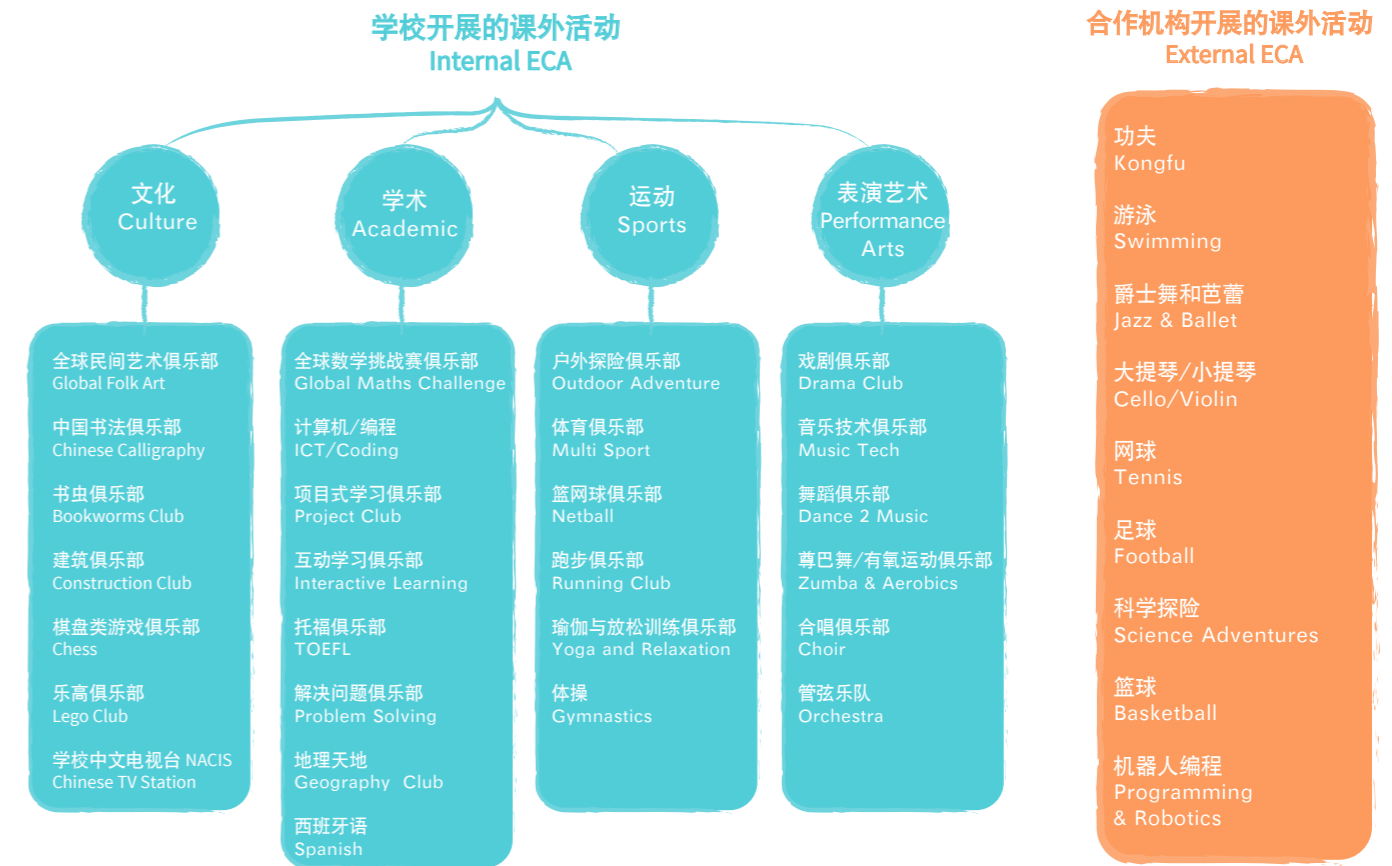 学校开展的课外活动
Internal ECA
文化
Culture
全球民间艺术俱乐部
Global Folk Art
中国书法俱乐部
Chinese Calligraphy
书虫俱乐部
Bookworms Club
建筑俱乐部
Construction Club
棋盘类游戏俱乐部
Chess
乐高俱乐部
Lego Club
学校中文电视台 NACIS
Chinese TV Station
学术
Academic
全球数学挑战赛俱乐部
Global Maths Challenge
计算机/编程
ICT/Coding
项目式学习俱乐部
Project Club
互动学习俱乐部
Interactive Learning
托福俱乐部
TOEFL
解决问题俱乐部
Problem Solving
地理天地
Geography Club
西班牙语
Spanish
运动
Sports
户外探险俱乐部
Outdoor Adventure
体育俱乐部
Multi Sport
篮网球俱乐部
Netball
跑步俱乐部
Running Club
瑜伽与放松训练俱乐部
Yoga and Relaxation
体操
Gymnastics
表演艺术
Performance
Arts
戏剧俱乐部
Drama Club
音乐技术俱乐部
Music Tech
舞蹈俱乐部
Dance 2 Music
尊巴舞/有氧运动俱乐部
Zumba & Aerobics
合唱俱乐部
Choir
管弦乐队
Orchestra
合作机构开展的课外活动
External ECA
功夫
Kongfu
游泳
Swimming
爵士舞和芭蕾
Jazz & Ballet
大提琴/小提琴
Cello/Violin
网球
Tennis
足球
Football
科学探险
Science Adventures
篮球
Basketball
机器人编程
Programming
& Robotics